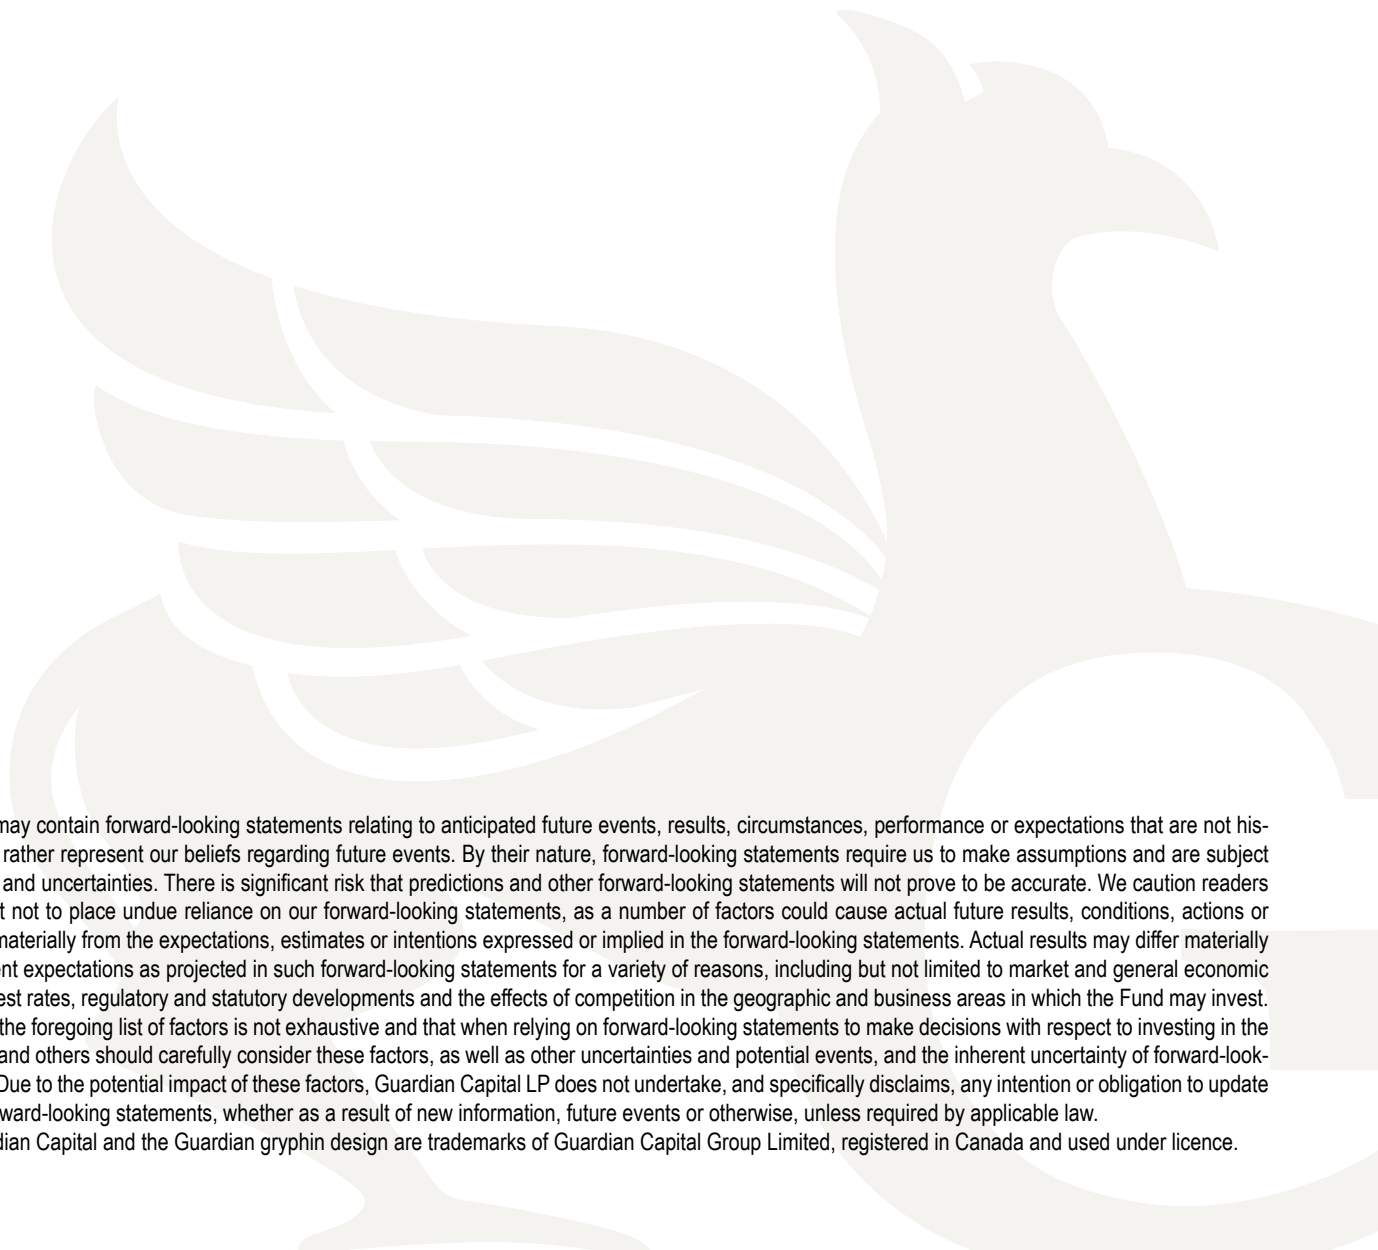 may contain forward-looking statements relating to anticipated future events, results, circumstances, performance or expectations that are not his-
rather represent our beliefs regarding future events. By their nature, forward-looking statements require us to make assumptions and are subject
and uncertainties. There is significant risk that predictions and other forward-looking statements will not prove to be accurate. We caution readers
not to place undue reliance on our forward-looking statements, as a number of factors could cause actual future results, conditions, actions or
materially from the expectations, estimates or intentions expressed or implied in the forward-looking statements. Actual results may differ materially
expectations as projected in such forward-looking statements for a variety of reasons, including but not limited to market and general economic
rates, regulatory and statutory developments and the effects of competition in the geographic and business areas in which the Fund may invest.
the foregoing list of factors is not exhaustive and that when relying on forward-looking statements to make decisions with respect to investing in the
and others should carefully consider these factors, as well as other uncertainties and potential events, and the inherent uncertainty of forward-look-
Due to the potential impact of these factors, Guardian Capital LP does not undertake, and specifically disclaims, any intention or obligation to update
ward-looking statements, whether as a result of new information, future events or otherwise, unless required by applicable law.
dian Capital and the Guardian gryphin design are trademarks of Guardian Capital Group Limited, registered in Canada and used under licence.